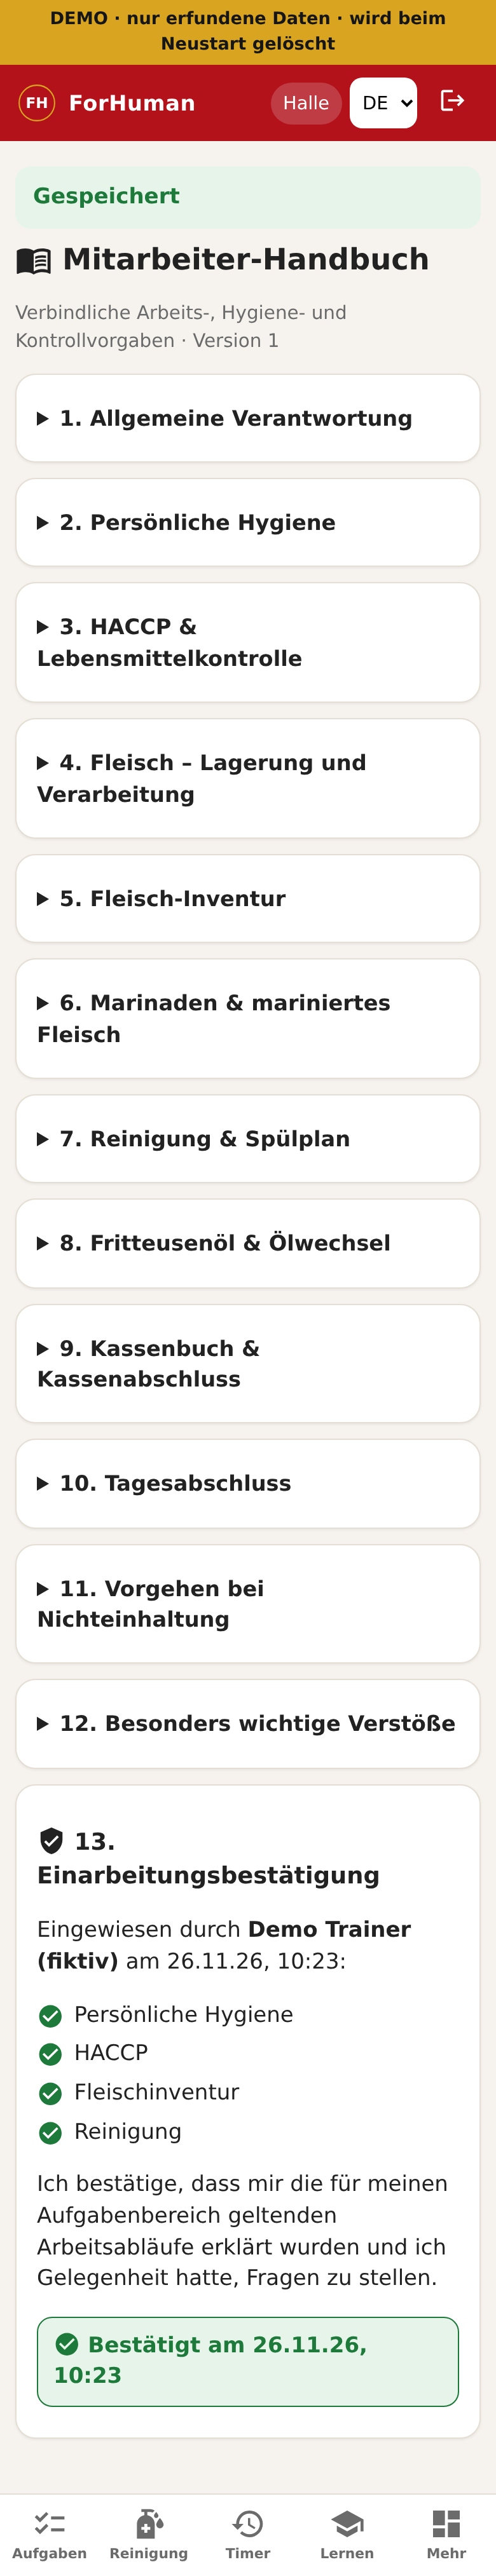 DEMO · nur erfundene Daten · wird beim
Neustart gelöscht
FH ForHuman Halle DE
Gespeichert
Mitarbeiter-Handbuch
Verbindliche Arbeits-, Hygiene- und
Kontrollvorgaben · Version 1
1. Allgemeine Verantwortung
2. Persönliche Hygiene
3. HACCP &
Lebensmittelkontrolle
4. Fleisch – Lagerung und
Verarbeitung
5. Fleisch-Inventur
6. Marinaden & mariniertes
Fleisch
7. Reinigung & Spülplan
8. Fritteusenöl & Ölwechsel
9. Kassenbuch &
Kassenabschluss
10. Tagesabschluss
11. Vorgehen bei
Nichteinhaltung
12. Besonders wichtige Verstöße
13.
Einarbeitungsbestätigung
Eingewiesen durch Demo Trainer
(fiktiv) am 26.11.26, 10:23:
Persönliche Hygiene
HACCP
Fleischinventur
Reinigung
Ich bestätige, dass mir die für meinen
Aufgabenbereich geltenden
Arbeitsabläufe erklärt wurden und ich
Gelegenheit hatte, Fragen zu stellen.
Bestätigt am 26.11.26,
10:23
Aufgaben Reinigung Timer Lernen Mehr